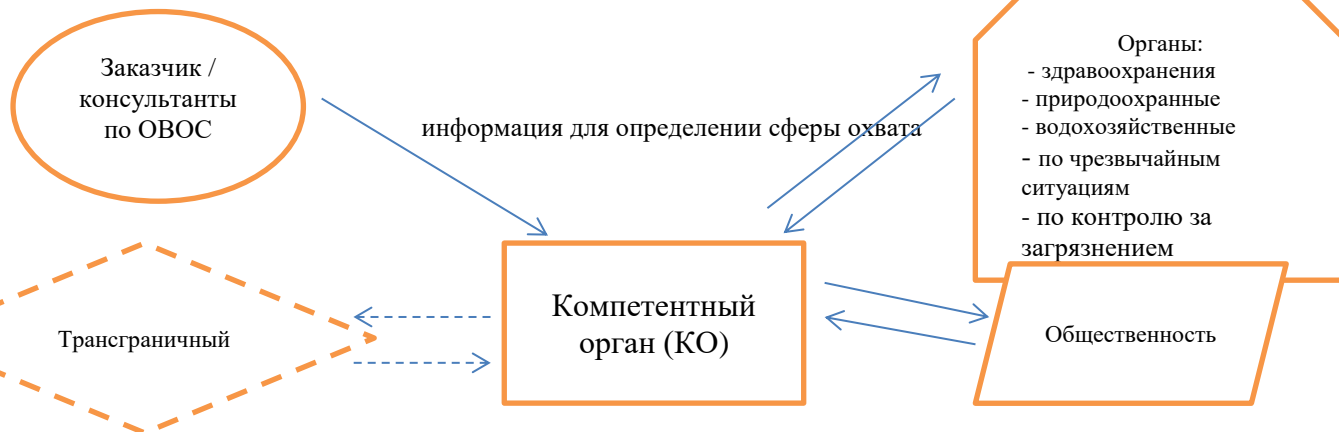 Заказчик /
консультанты
по ОВОС
информация для определении сферы охвата
Органы:
- здравоохранения
- природоохранные
- водохозяйственные
- по чрезвычайным
ситуациям
- по контролю за
загрязнением
Трансграничный
Компетентный
орган (КО)
Общественность